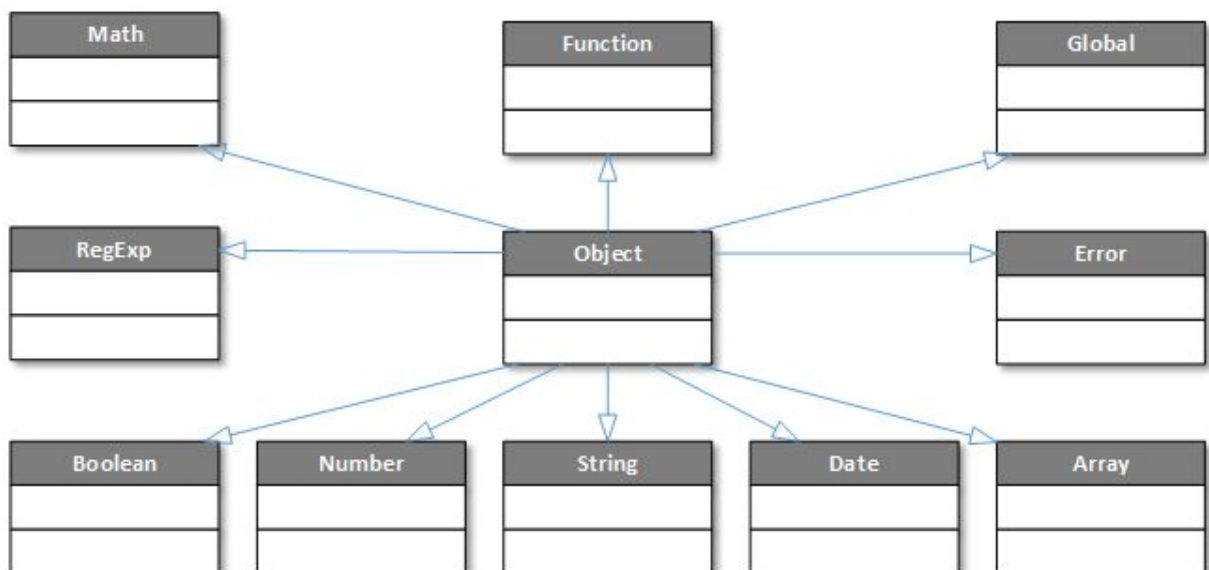 Math
Function
Global
RegExp
Object
Error
Boolean
Number
String
Date
Array